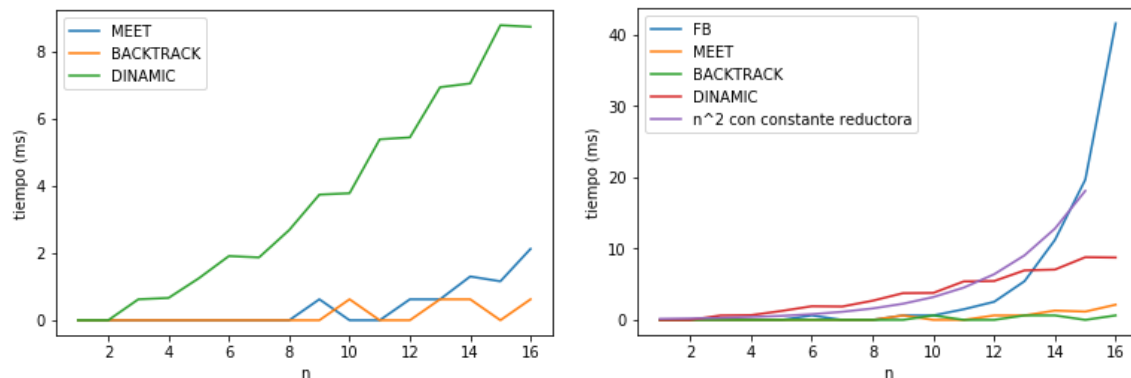 MEET
BACKTRACK
DINAMIC
8
6
4
2
0
tiempo (ms)
2 4 6 8 10 12 14 16
n
FB
MEET
BACKTRACK
DINAMIC
n^2 con constante reductora
40
30
20
10
0
tiempo (ms)
2 4 6 8 10 12 14 16
n